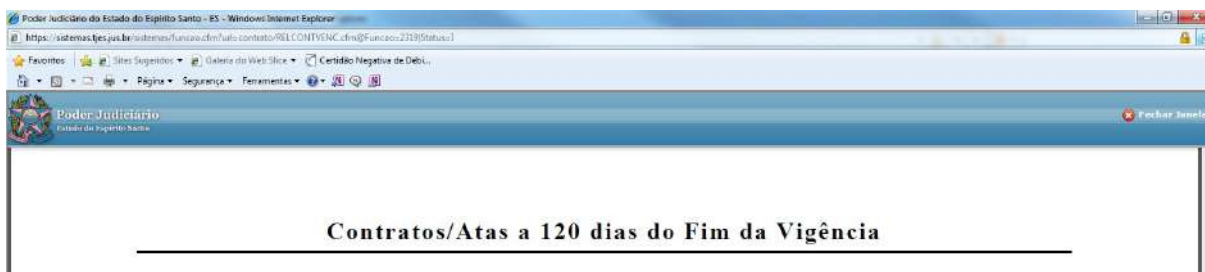 Poder Judiciário do Estado do Espírito Santo - ES - Windows Internet Explorer
Favoritos Sites Sugeridos Galeria do Web Slice Certidão Negativa de Debi...
Página Segurança Ferramentas
Poder Judiciário
Estado do Espírito Santo
Fechar Janela
Contratos/Atas a 120 dias do Fim da Vigência